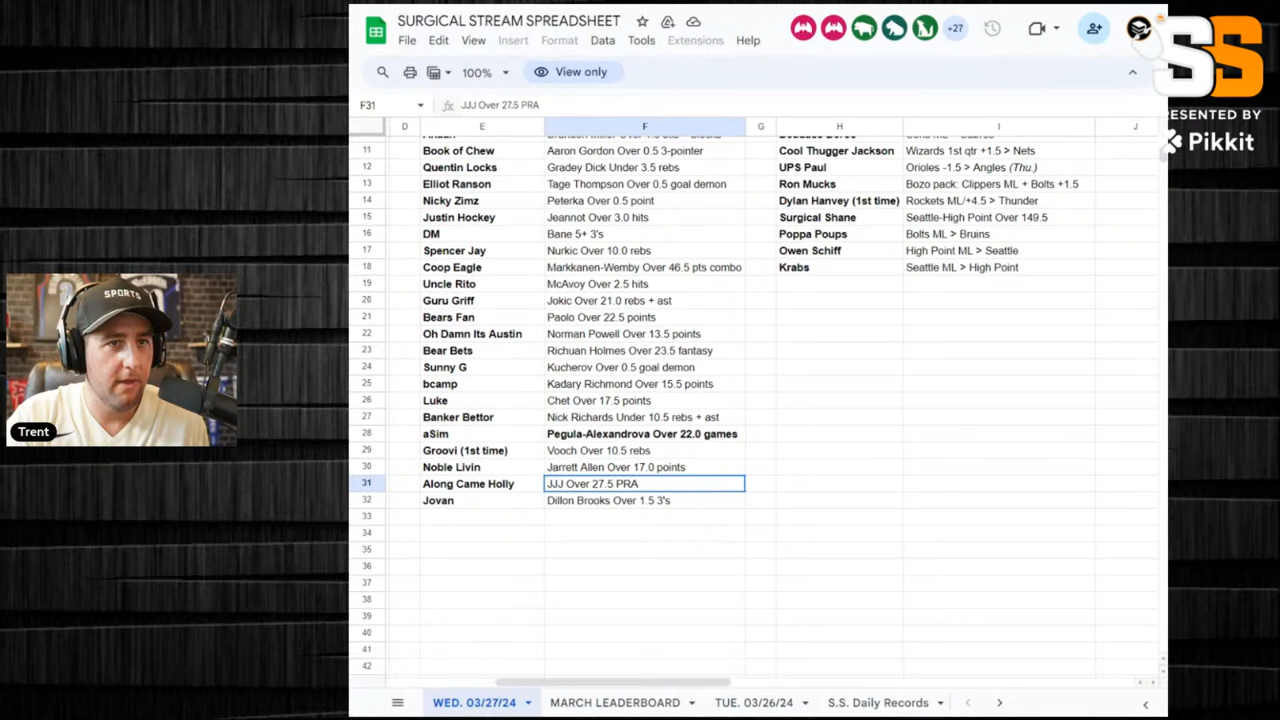 SURGICAL STREAM SPREADSHEET
File Edit View Insert Format Data Tools Extensions Help
+27
100% View only
F31 JJJ Over 27.5 PRA
D E F G H I J
11 Book of Chew Aaron Gordon Over 0.5 3-pointer Cool Thugger Jackson Wizards 1st qtr +1.5 > Nets
12 Quentin Locks Gradey Dick Under 3.5 rebs UPS Paul Orioles -1.5 > Angles (Thu.)
13 Elliot Ranson Tage Thompson Over 0.5 goal demon Ron Mucks Bozo pack: Clippers ML + Bolts +1.5
14 Nicky Zimz Peterka Over 0.5 point Dylan Hanvey (1st time) Rockets ML/+4.5 > Thunder
15 Justin Hockey Jeannot Over 3.0 hits Surgical Shane Seattle-High Point Over 149.5
16 DM Bane 5+ 3's Poppa Poups Bolts ML > Bruins
17 Spencer Jay Nurkic Over 10.0 rebs Owen Schiff High Point ML > Seattle
18 Coop Eagle Markkanen-Wemby Over 46.5 pts combo Krabs Seattle ML > High Point
19 Uncle Rito McAvoy Over 2.5 hits
20 Guru Griff Jokic Over 21.0 rebs + ast
21 Bears Fan Paolo Over 22.5 points
22 Oh Damn Its Austin Norman Powell Over 13.5 points
23 Bear Bets Richuan Holmes Over 23.5 fantasy
24 Sunny G Kucherov Over 0.5 goal demon
25 bcamp Kadary Richmond Over 15.5 points
26 Luke Chet Over 17.5 points
27 Banker Bettor Nick Richards Under 10.5 rebs + ast
28 aSim Pegula-Alexandrova Over 22.0 games
29 Groovi (1st time) Vooch Over 10.5 rebs
30 Noble Livin Jarrett Allen Over 17.0 points
31 Along Came Holly JJJ Over 27.5 PRA
32 Jovan Dillon Brooks Over 1.5 3's
33
34
35
36
37
38
39
40
41
42
WED. 03/27/24 MARCH LEADERBOARD TUE. 03/26/24 S.S. Daily Records
SS
PRESENTED BY
Pikkit
SPORTS
Trent